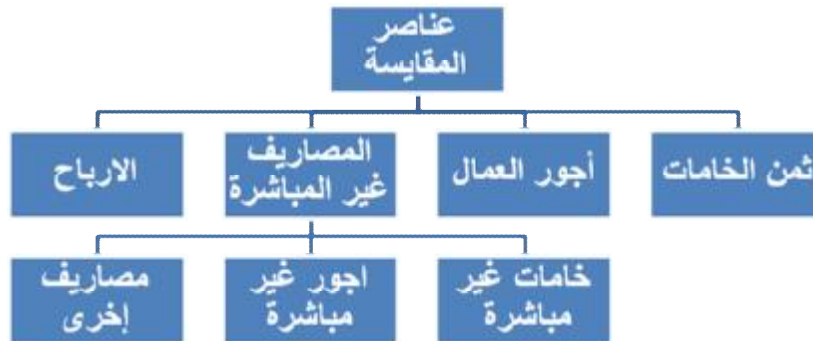 عناصر
المقايسة
ثمن الخامات
أجور العمال
المصاريف
غير المباشرة
الارباح
خامات غير
مباشرة
اجور غير
مباشرة
مصاريف
إخرى